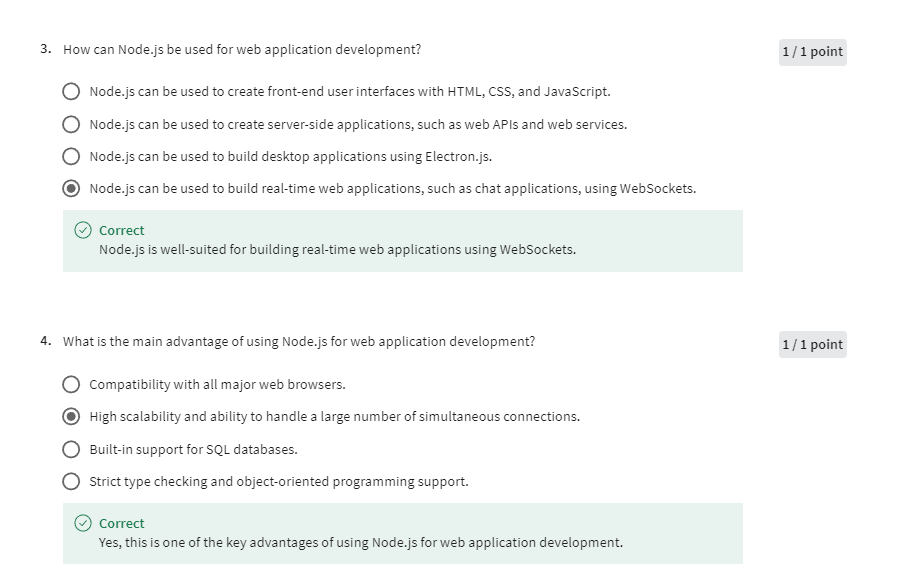 3. How can Node.js be used for web application development?
1 / 1 point
Node.js can be used to create front-end user interfaces with HTML, CSS, and JavaScript.
Node.js can be used to create server-side applications, such as web APIs and web services.
Node.js can be used to build desktop applications using Electron.js.
Node.js can be used to build real-time web applications, such as chat applications, using WebSockets.
Correct
Node.js is well-suited for building real-time web applications using WebSockets.
4. What is the main advantage of using Node.js for web application development?
1 / 1 point
Compatibility with all major web browsers.
High scalability and ability to handle a large number of simultaneous connections.
Built-in support for SQL databases.
Strict type checking and object-oriented programming support.
Correct
Yes, this is one of the key advantages of using Node.js for web application development.